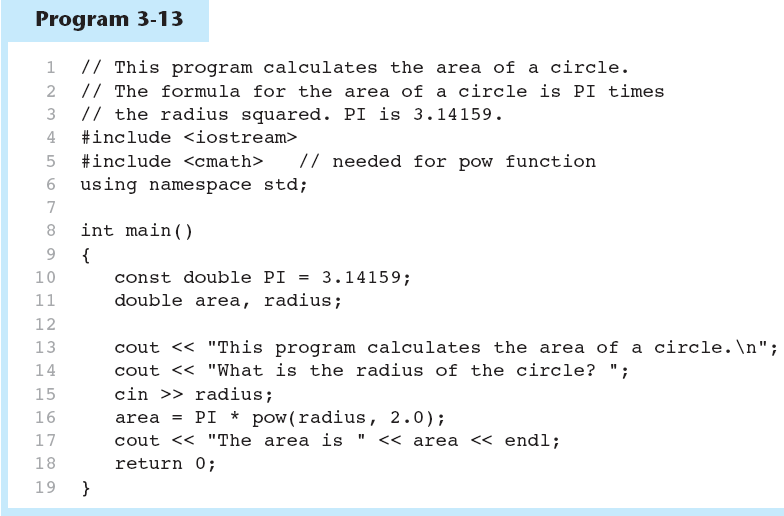 Program 3-13
1 // This program calculates the area of a circle.
2 // The formula for the area of a circle is PI times
3 // the radius squared. PI is 3.14159.
4 #include <iostream>
5 #include <cmath>   // needed for pow function
6 using namespace std;
7
8 int main()
9 {
10    const double PI = 3.14159;
11    double area, radius;
12
13    cout << "This program calculates the area of a circle.\n";
14    cout << "What is the radius of the circle? ";
15    cin >> radius;
16    area = PI * pow(radius, 2.0);
17    cout << "The area is " << area << endl;
18    return 0;
19 }